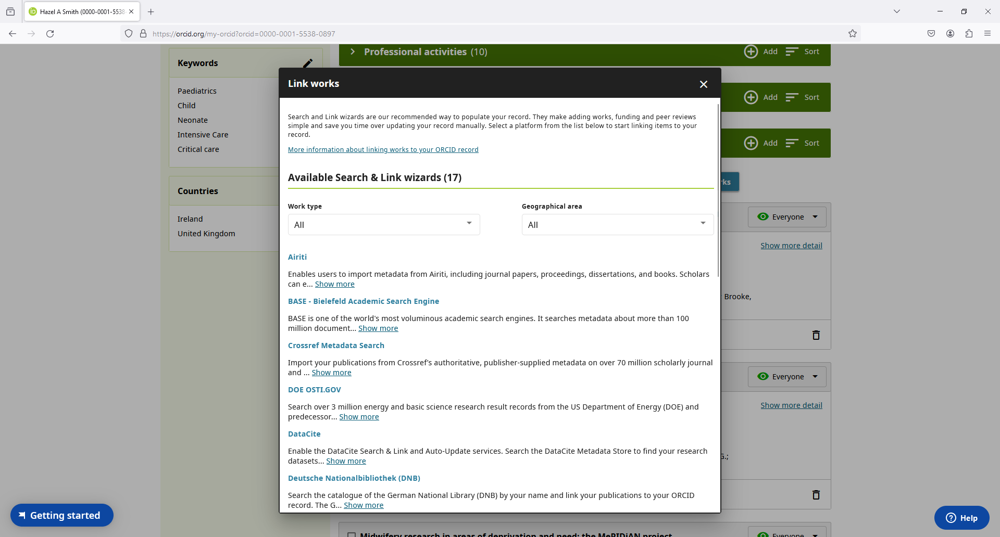 Hazel A Smith (0000-0001-5538-
https://orcid.org/my-orcid?orcid=0000-0001-5538-0897
Professional activities (10)
Add
Sort
Keywords
Paediatrics
Child
Neonate
Intensive Care
Critical care
Countries
Ireland
United Kingdom
Link works
Search and Link wizards are our recommended way to populate your record. They make adding works, funding and peer reviews
simple and save you time over updating your record manually. Select a platform from the list below to start linking items to your
record.
More information about linking works to your ORCID record
Available Search & Link wizards (17)
Work type
Geographical area
All
All
Airiti
Enables users to import metadata from Airiti, including journal papers, proceedings, dissertations, and books. Scholars
can e... Show more
BASE - Bielefeld Academic Search Engine
BASE is one of the world's most voluminous academic search engines. It searches metadata about more than 100
million document... Show more
Crossref Metadata Search
Import your publications from Crossref’s authoritative, publisher-supplied metadata on over 70 million scholarly journal
and ... Show more
DOE OSTI.GOV
Search over 3 million energy and basic science research result records from the US Department of Energy (DOE) and
predecessor... Show more
DataCite
Enable the DataCite Search & Link and Auto-Update services. Search the DataCite Metadata Store to find your research
datasets... Show more
Deutsche Nationalbibliothek (DNB)
Search the catalogue of the German National Library (DNB) by your name and link your publications to your ORCID
record. The G... Show more
Add
Sort
Add
Sort
ks
Everyone
Show more detail
Brooke,
Everyone
Show more detail
G.;
Midwifery research in areas of deprivation and need: the MeRIDiAN project
Everyone
Getting started
Help